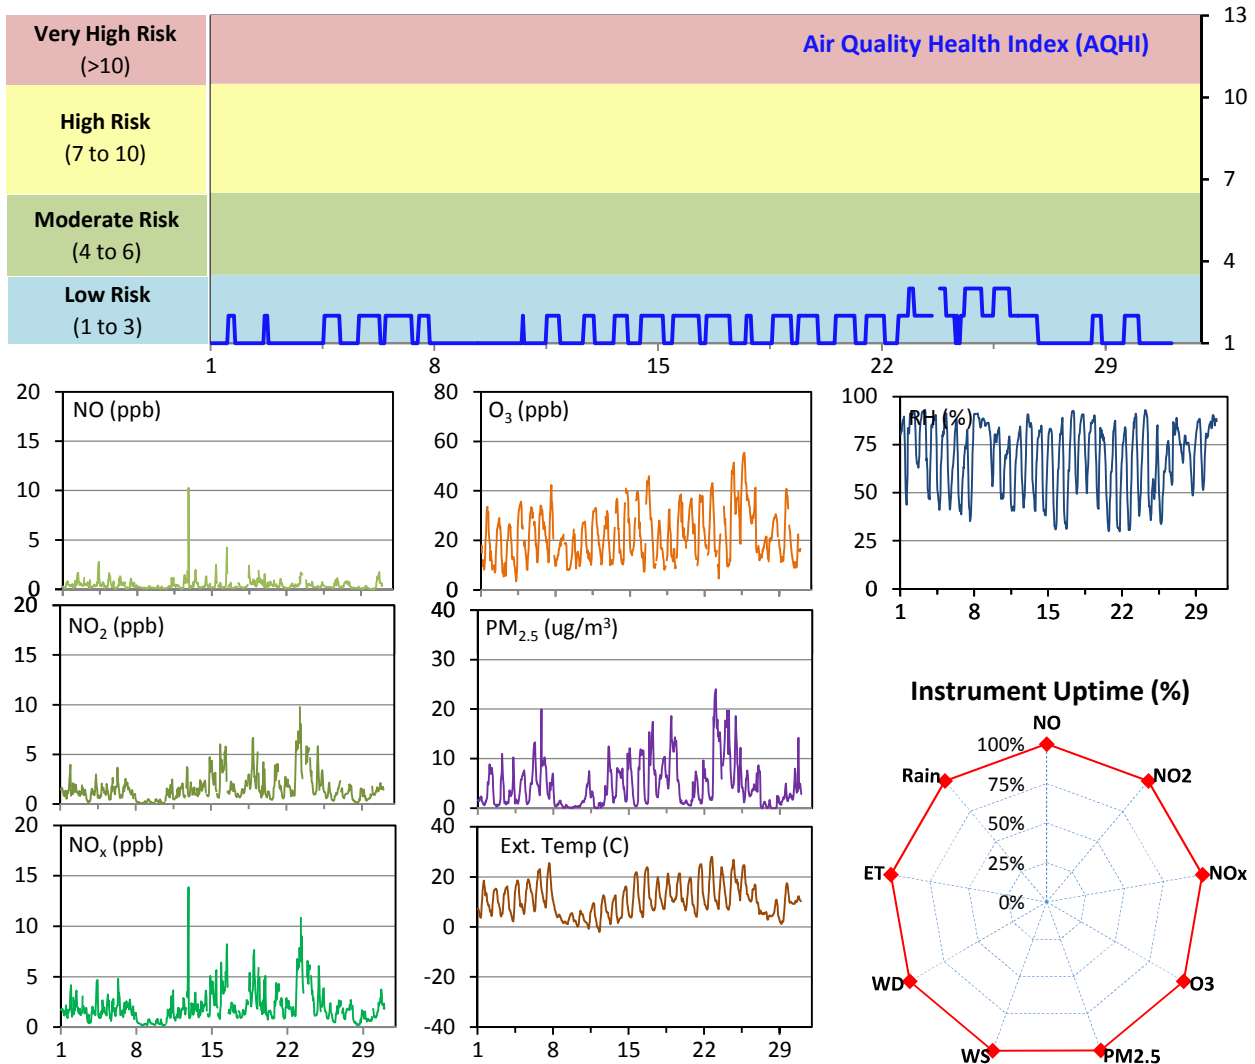 Very High Risk
(>10)
High Risk
(7 to 10)
Moderate Risk
(4 to 6)
Low Risk
(1 to 3)
Air Quality Health Index (AQHI)
13
10
7
4
1
1 8 15 22 29
NO (ppb)
20
15
10
5
0
O3 (ppb)
80
60
40
20
0
RH (%)
100
75
50
25
0
1 8 15 22 29
NO2 (ppb)
20
15
10
5
0
PM2.5 (ug/m³)
40
30
20
10
0
NOx (ppb)
20
15
10
5
0
1 8 15 22 29
Ext. Temp (C)
40
20
0
-20
-40
1 8 15 22 29
Instrument Uptime (%)
NO
NO2
NOx
O3
PM2.5
WS
WD
ET
Rain
100%
75%
50%
25%
0%